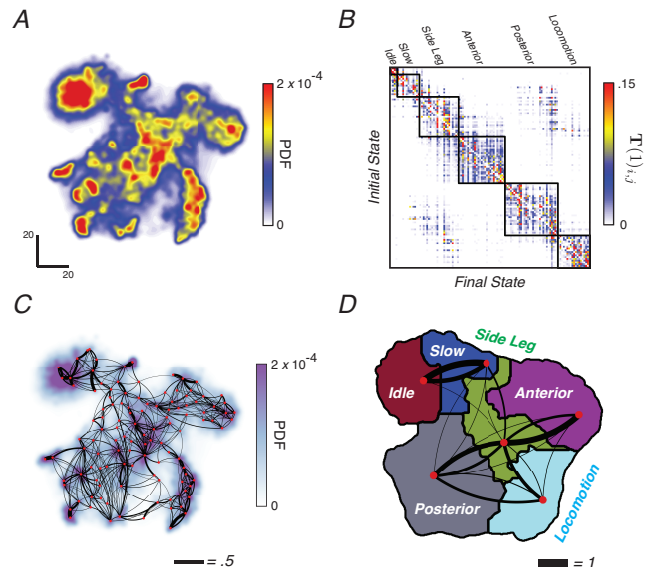 A
2 x 10⁻⁴
PDF
0
20
20
B
Idle
Slow
Side Leg
Anterior
Posterior
Locomotion
Initial State
Final State
.15
T(1)i,j
0
C
2 x 10⁻⁴
PDF
0
= .5
D
Slow
Side Leg
Idle
Anterior
Posterior
Locomotion
= 1